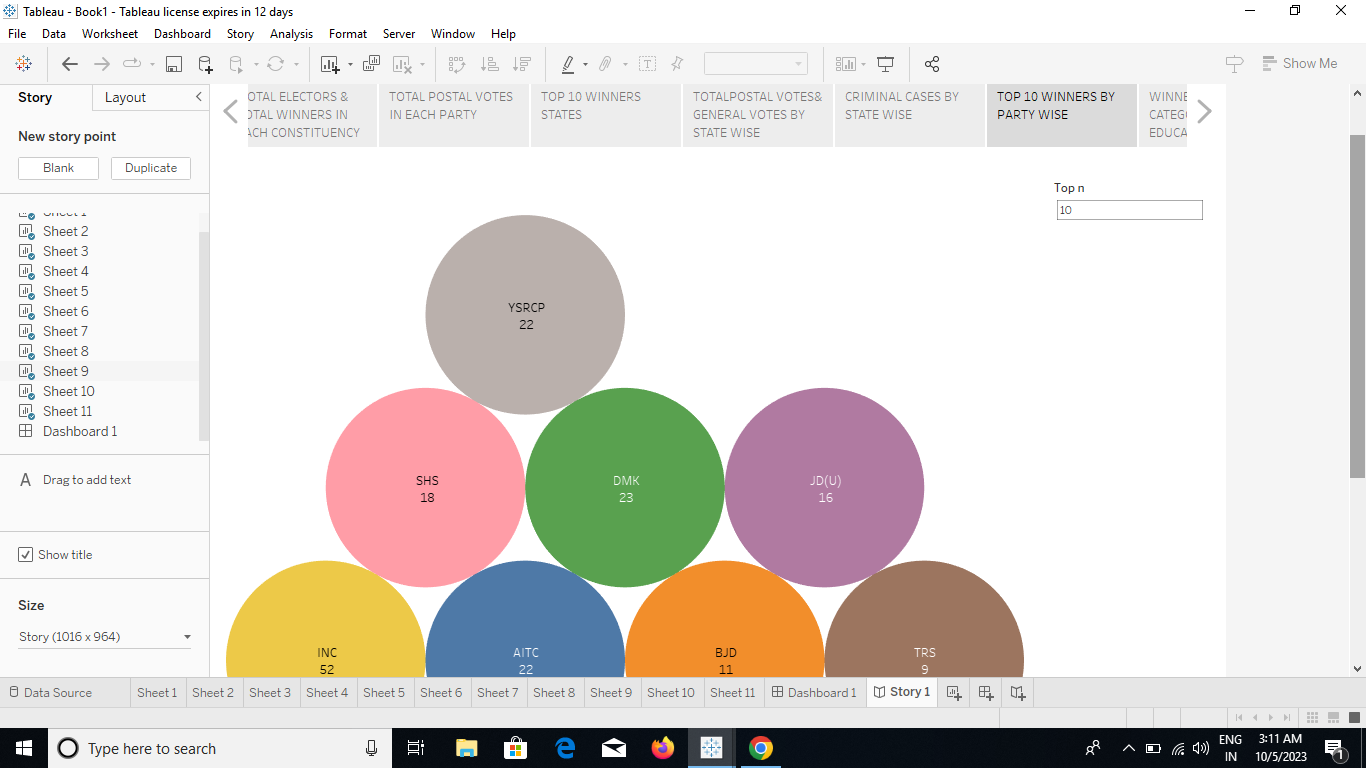 Tableau - Book1 - Tableau license expires in 12 days
File Data Worksheet Dashboard Story Analysis Format Server Window Help
Show Me
Story Layout
New story point
Blank Duplicate
Sheet 1
Sheet 2
Sheet 3
Sheet 4
Sheet 5
Sheet 6
Sheet 7
Sheet 8
Sheet 9
Sheet 10
Sheet 11
Dashboard 1
A Drag to add text
Show title
Size
Story (1016 x 964)
OTAL ELECTORS &
OTAL WINNERS IN
ACH CONSTITUENCY
TOTAL POSTAL VOTES
IN EACH PARTY
TOP 10 WINNERS
STATES
TOTALPOSTAL VOTES&
GENERAL VOTES BY
STATE WISE
CRIMINAL CASES BY
STATE WISE
TOP 10 WINNERS BY
PARTY WISE
WINNE
CATEG
EDUCA
Top n
10
YSRCP
22
SHS
18
DMK
23
JD(U)
16
INC
52
AITC
22
BJD
11
TRS
9
Data Source Sheet 1 Sheet 2 Sheet 3 Sheet 4 Sheet 5 Sheet 6 Sheet 7 Sheet 8 Sheet 9 Sheet 10 Sheet 11 Dashboard 1 Story 1
Type here to search
ENG
IN
3:11 AM
10/5/2023
1